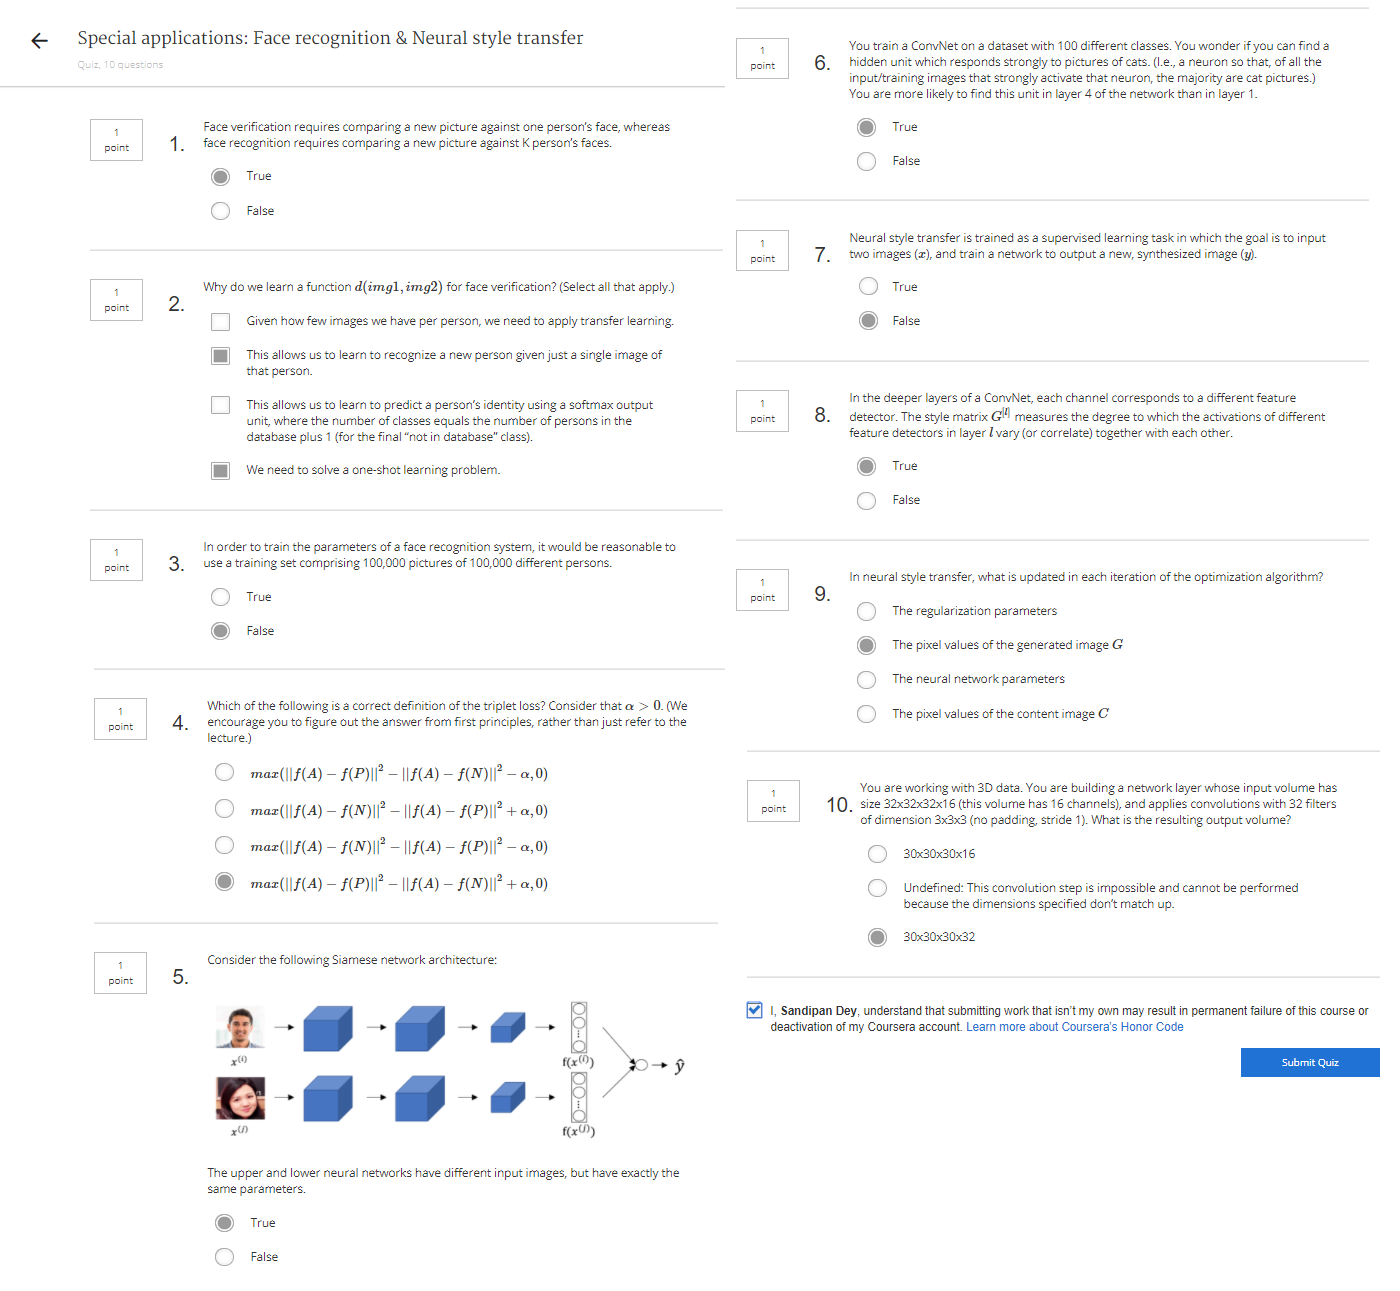 Special applications: Face recognition & Neural style transfer
Quiz, 10 questions
1
point
1.
Face verification requires comparing a new picture against one person's face, whereas
face recognition requires comparing a new picture against K person's faces.
True
False
1
point
2.
Why do we learn a function d(img1, img2) for face verification? (Select all that apply.)
Given how few images we have per person, we need to apply transfer learning.
This allows us to learn to recognize a new person given just a single image of
that person.
This allows us to learn to predict a person's identity using a softmax output
unit, where the number of classes equals the number of persons in the
database plus 1 (for the final "not in database" class).
We need to solve a one-shot learning problem.
1
point
3.
In order to train the parameters of a face recognition system, it would be reasonable to
use a training set comprising 100,000 pictures of 100,000 different persons.
True
False
1
point
4.
Which of the following is a correct definition of the triplet loss? Consider that α > 0. (We
encourage you to figure out the answer from first principles, rather than just refer to the
lecture.)
max(||f(A) − f(P)||² − ||f(A) − f(N)||² − α, 0)
max(||f(A) − f(N)||² − ||f(A) − f(P)||² + α, 0)
max(||f(A) − f(N)||² − ||f(A) − f(P)||² − α, 0)
max(||f(A) − f(P)||² − ||f(A) − f(N)||² + α, 0)
1
point
5.
Consider the following Siamese network architecture:
x⁽ⁱ⁾
f(x⁽ⁱ⁾)
ŷ
x⁽ʲ⁾
f(x⁽ʲ⁾)
The upper and lower neural networks have different input images, but have exactly the
same parameters.
True
False
1
point
6.
You train a ConvNet on a dataset with 100 different classes. You wonder if you can find a
hidden unit which responds strongly to pictures of cats. (I.e., a neuron so that, of all the
input/training images that strongly activate that neuron, the majority are cat pictures.)
You are more likely to find this unit in layer 4 of the network than in layer 1.
True
False
1
point
7.
Neural style transfer is trained as a supervised learning task in which the goal is to input
two images (x), and train a network to output a new, synthesized image (y).
True
False
1
point
8.
In the deeper layers of a ConvNet, each channel corresponds to a different feature
detector. The style matrix G^[l] measures the degree to which the activations of different
feature detectors in layer l vary (or correlate) together with each other.
True
False
1
point
9.
In neural style transfer, what is updated in each iteration of the optimization algorithm?
The regularization parameters
The pixel values of the generated image G
The neural network parameters
The pixel values of the content image C
1
point
10.
You are working with 3D data. You are building a network layer whose input volume has
size 32x32x32x16 (this volume has 16 channels), and applies convolutions with 32 filters
of dimension 3x3x3 (no padding, stride 1). What is the resulting output volume?
30x30x30x16
Undefined: This convolution step is impossible and cannot be performed
because the dimensions specified don't match up.
30x30x30x32
I, Sandipan Dey, understand that submitting work that isn't my own may result in permanent failure of this course or
deactivation of my Coursera account. Learn more about Coursera's Honor Code
Submit Quiz